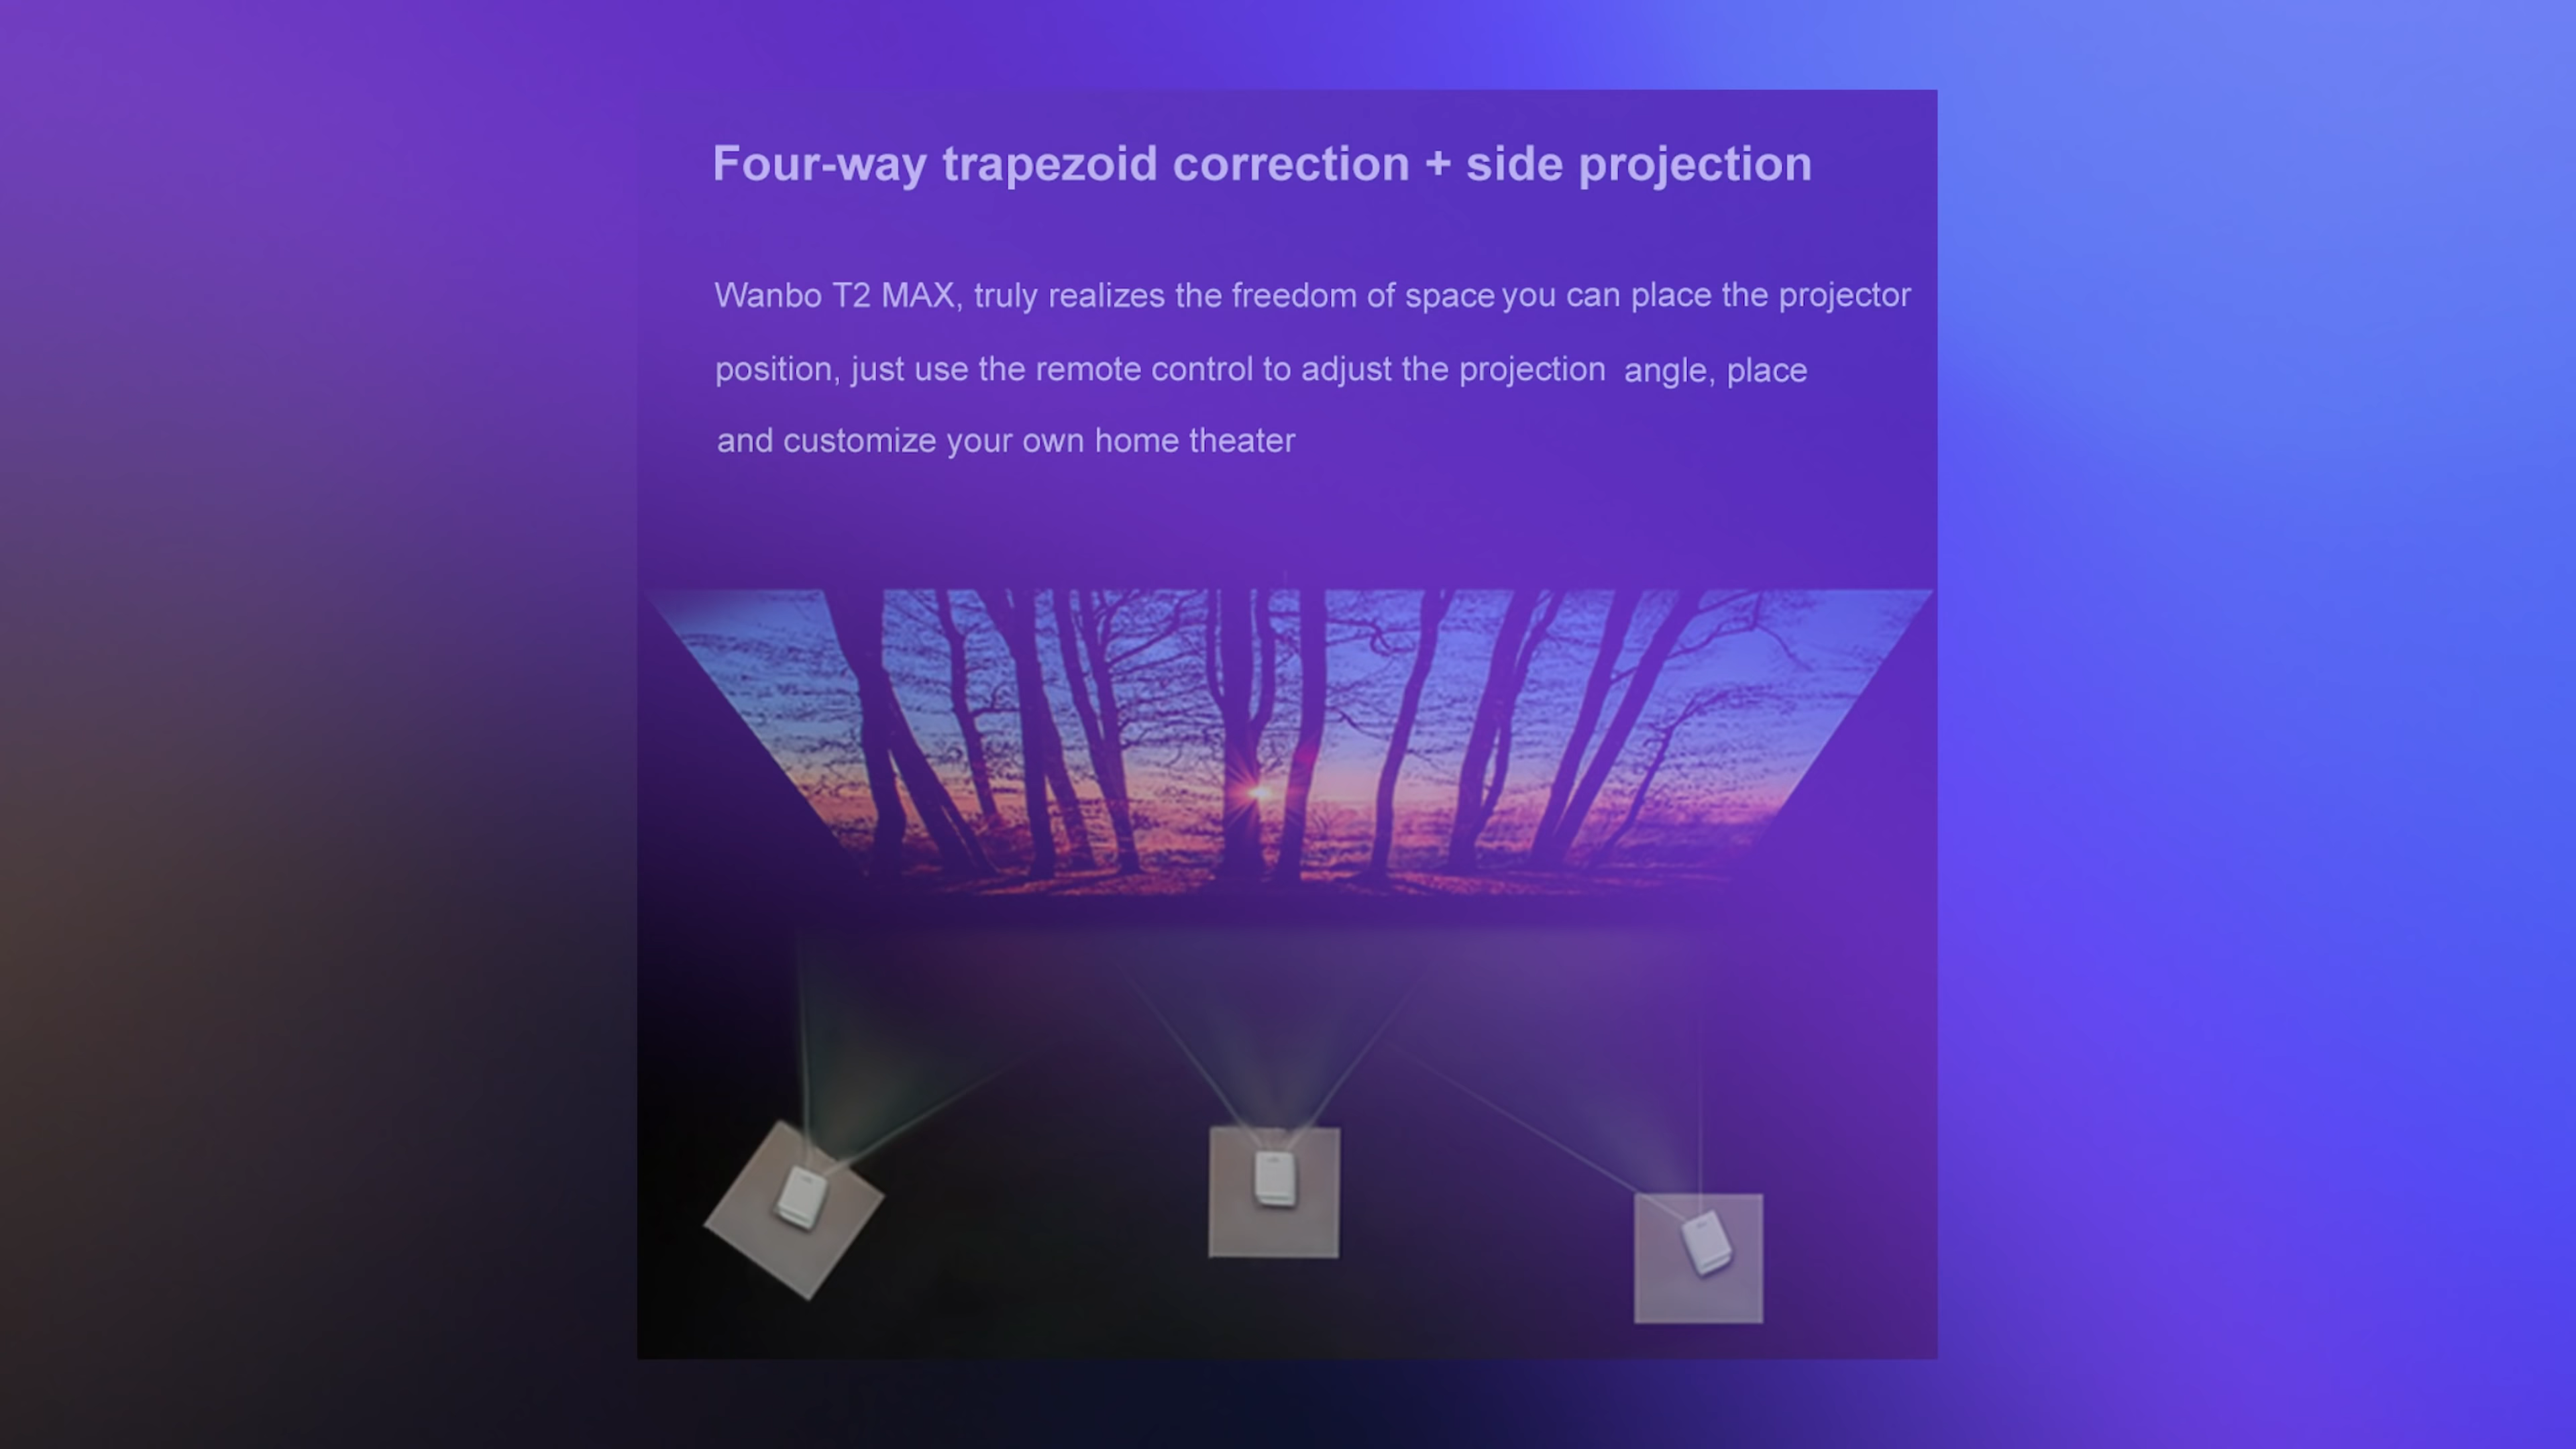 Four-way trapezoid correction + side projection
Wanbo T2 MAX, truly realizes the freedom of space you can place the projector
position, just use the remote control to adjust the projection angle, place
and customize your own home theater